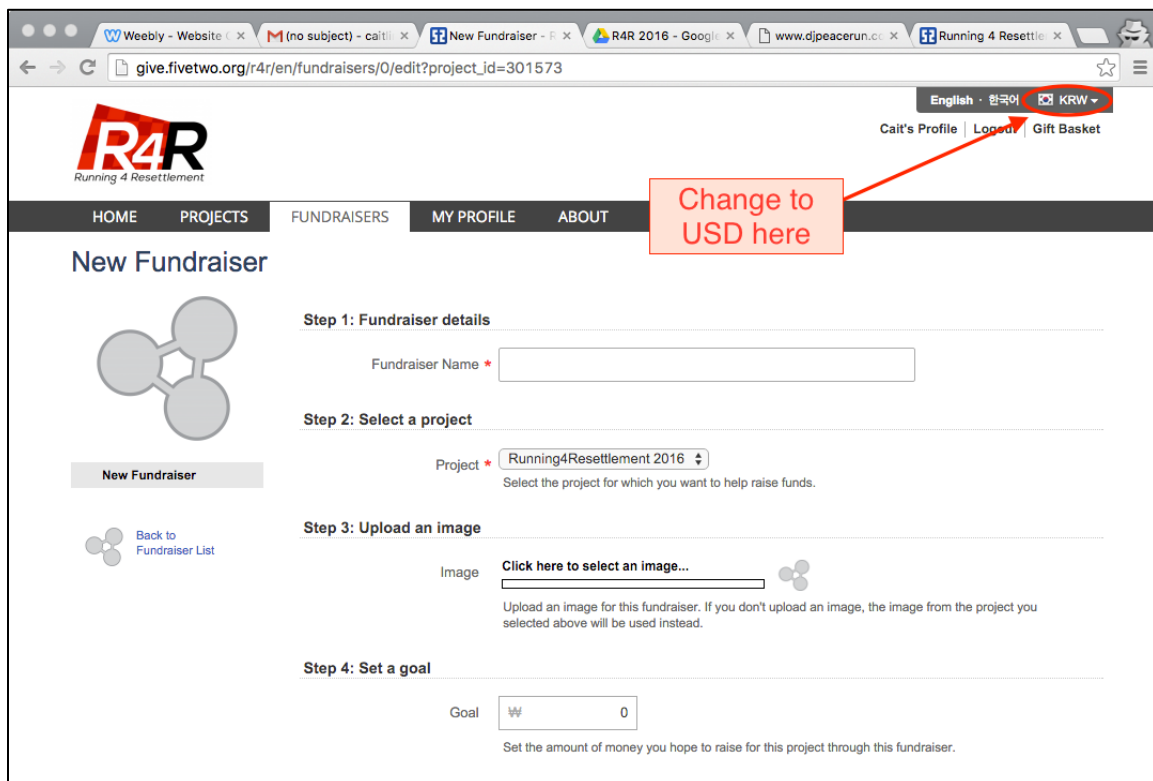 Weebly - Website
(no subject) - caitli
New Fundraiser - R
R4R 2016 - Google
www.djpeacerun.cc
Running 4 Resettle
give.fivetwo.org/r4r/en/fundraisers/0/edit?project_id=301573
English · 한국어 KRW
Cait's Profile | Logout | Gift Basket
R4R
Running 4 Resettlement
Change to
USD here
HOME PROJECTS FUNDRAISERS MY PROFILE ABOUT
New Fundraiser
Step 1: Fundraiser details
Fundraiser Name *
Step 2: Select a project
Project * Running4Resettlement 2016
Select the project for which you want to help raise funds.
New Fundraiser
Back to
Fundraiser List
Step 3: Upload an image
Image Click here to select an image...
Upload an image for this fundraiser. If you don't upload an image, the image from the project you
selected above will be used instead.
Step 4: Set a goal
Goal ₩ 0
Set the amount of money you hope to raise for this project through this fundraiser.